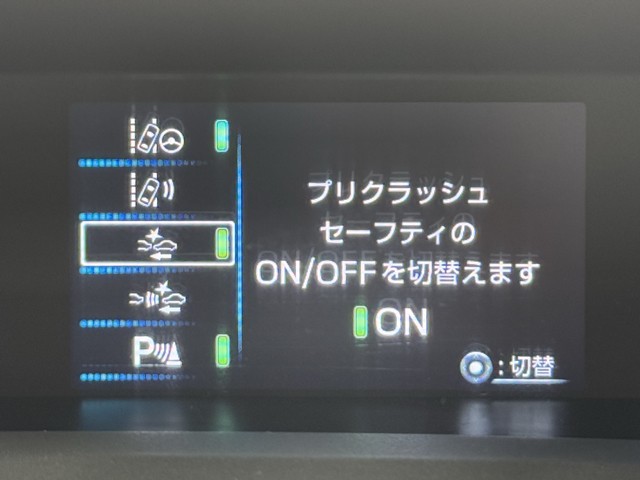 プリクラッシュ
セーフティの
ON/OFFを切替えます
ON
P
:切替